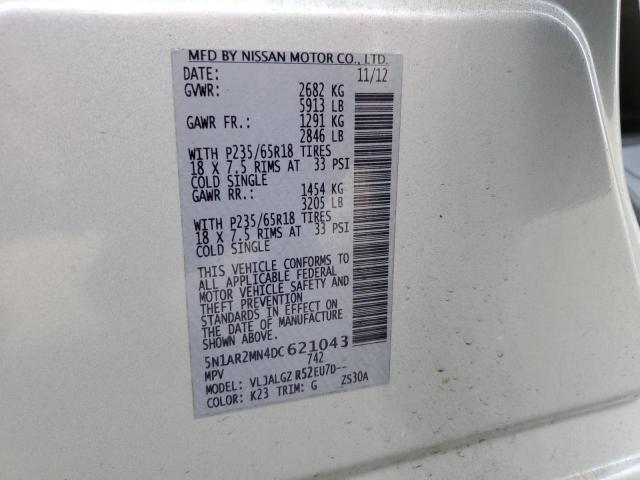 MFD BY NISSAN MOTOR CO., LTD.
DATE: 11/12
GVWR: 2682 KG
5913 LB
GAWR FR.: 1291 KG
2846 LB
WITH P235/65R18 TIRES
18 X 7.5 RIMS AT 33 PSI
COLD SINGLE
GAWR RR.: 1454 KG
3205 LB
WITH P235/65R18 TIRES
18 X 7.5 RIMS AT 33 PSI
COLD SINGLE
THIS VEHICLE CONFORMS TO
ALL APPLICABLE FEDERAL
MOTOR VEHICLE SAFETY AND
THEFT PREVENTION
STANDARDS IN EFFECT ON
THE DATE OF MANUFACTURE
SHOWN ABOVE.
5N1AR2MN4DC621043
MPV 742
MODEL: VLJALGZ R52EU7D--
COLOR: K23 TRIM: G ZS30A